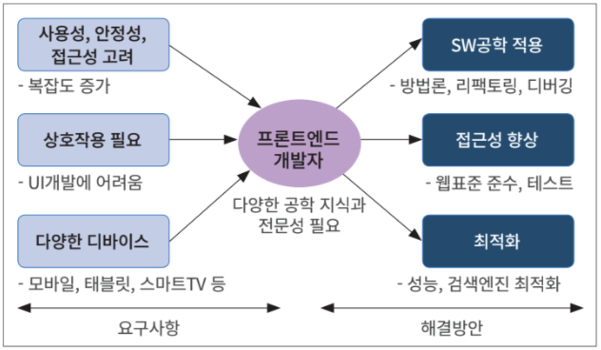 사용성, 안정성,
접근성 고려
- 복잡도 증가
상호작용 필요
- UI개발에 어려움
다양한 디바이스
- 모바일, 태블릿, 스마트TV 등
요구사항
프론트엔드
개발자
다양한 공학 지식과
전문성 필요
SW공학 적용
- 방법론, 리팩토링, 디버깅
접근성 향상
- 웹표준 준수, 테스트
최적화
- 성능, 검색엔진 최적화
해결방안